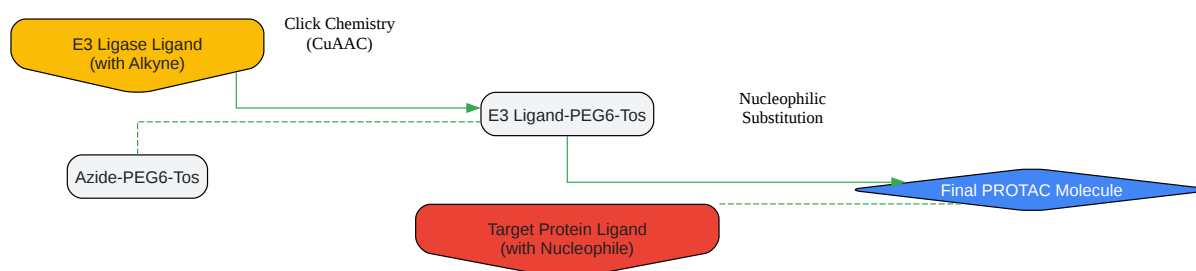 E3 Ligase Ligand
(with Alkyne)
Click Chemistry
(CuAAC)
E3 Ligand-PEG6-Tos
Nucleophilic
Substitution
Azide-PEG6-Tos
Final PROTAC Molecule
Target Protein Ligand
(with Nucleophile)